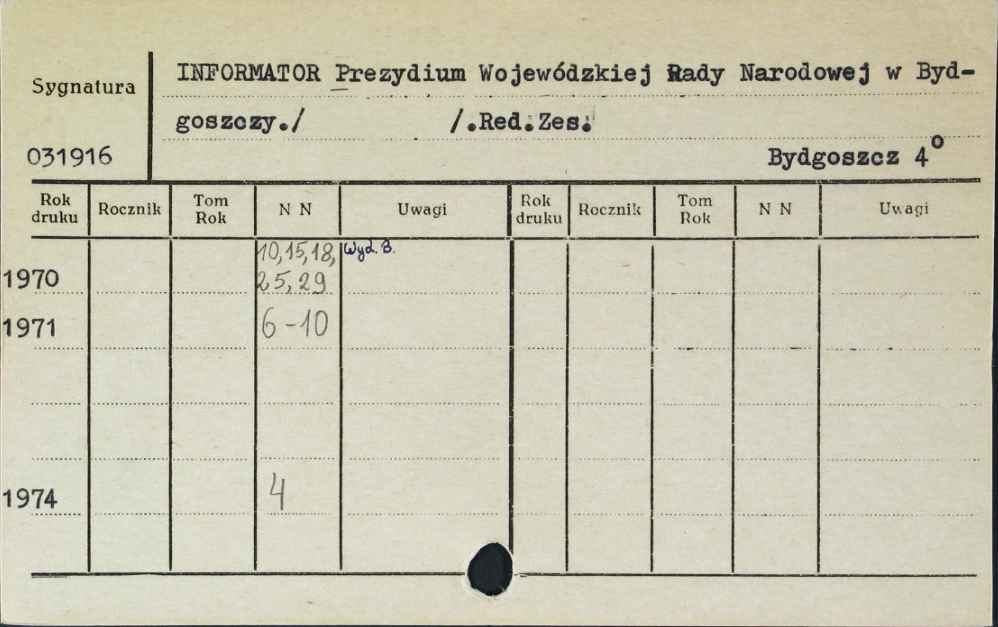 Sygnatura
INFORMATOR Prezydium Wojewódzkiej Rady Narodowej w Byd-
goszczy./ /.Red.Zes.
031916
Bydgoszcz 4°
Rok druku Rocznik Tom Rok N N Uwagi Rok druku Rocznik Tom Rok N N Uwagi
10,15,18, Wyd. B.
1970 25,29
1971 6-10
1974 4